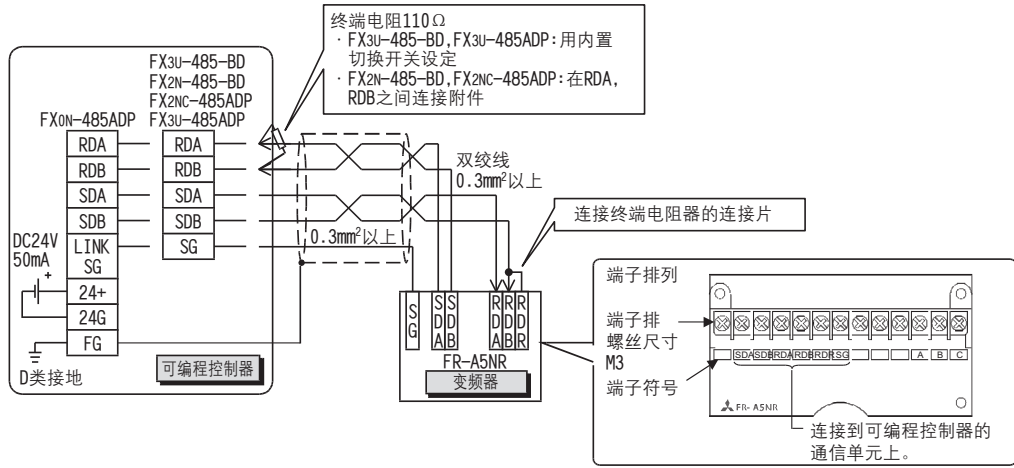 终端电阻110Ω
· FX3U-485-BD,FX3U-485ADP:用内置
切换开关设定
· FX2N-485-BD,FX2NC-485ADP:在RDA,
RDB之间连接附件
FX3U-485-BD
FX2N-485-BD
FX2NC-485ADP
FX0N-485ADP FX3U-485ADP
RDA RDA
RDB RDB
SDA SDA
SDB SDB
LINK SG SG
24+
24G
FG
DC24V
50mA
+
D类接地
可编程控制器
双绞线
0.3mm²以上
0.3mm²以上
连接终端电阻器的连接片
SG SDA SDB RDA RDB RDR
FR-A5NR
变频器
端子排列
端子排
螺丝尺寸
M3
端子符号
SDA SDB RDA RDB RDR SG A B C
FR-A5NR
连接到可编程控制器的
通信单元上。